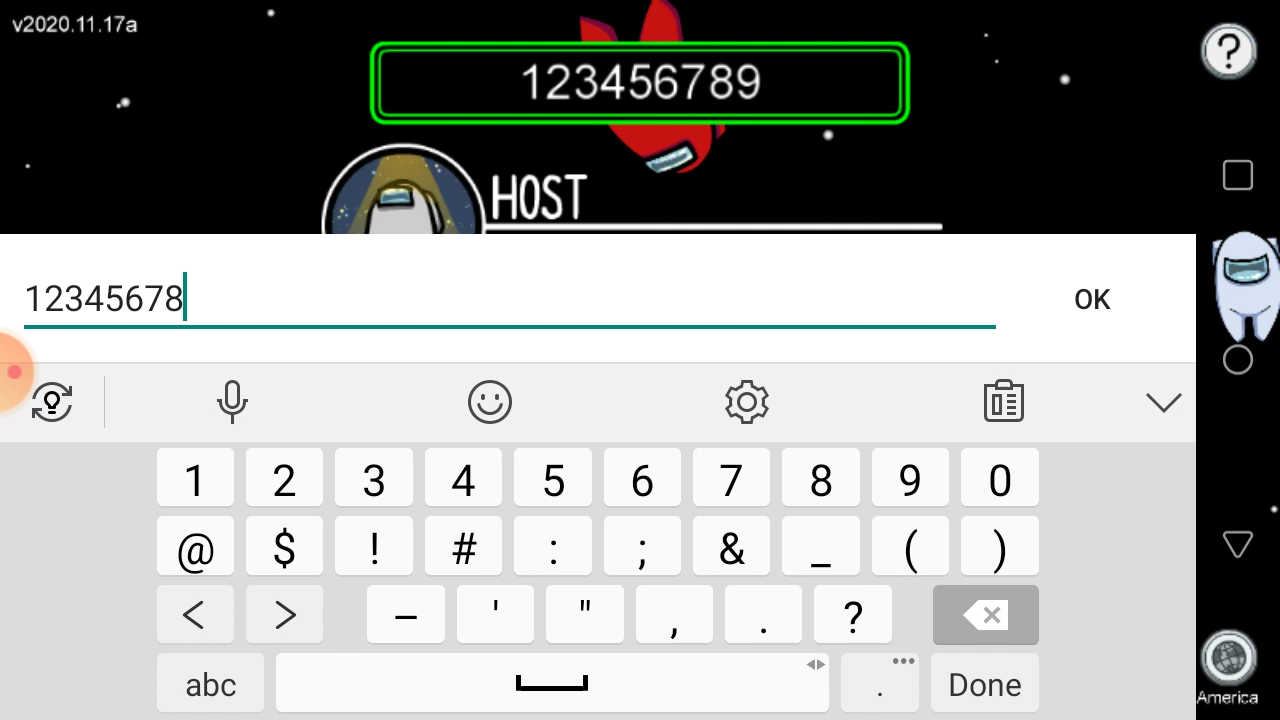 v2020.11.17a
123456789
HOST
12345678
OK
1 2 3 4 5 6 7 8 9 0
@ $ ! # : ; & _ ( )
< > – ' " , . ?
abc . Done
America